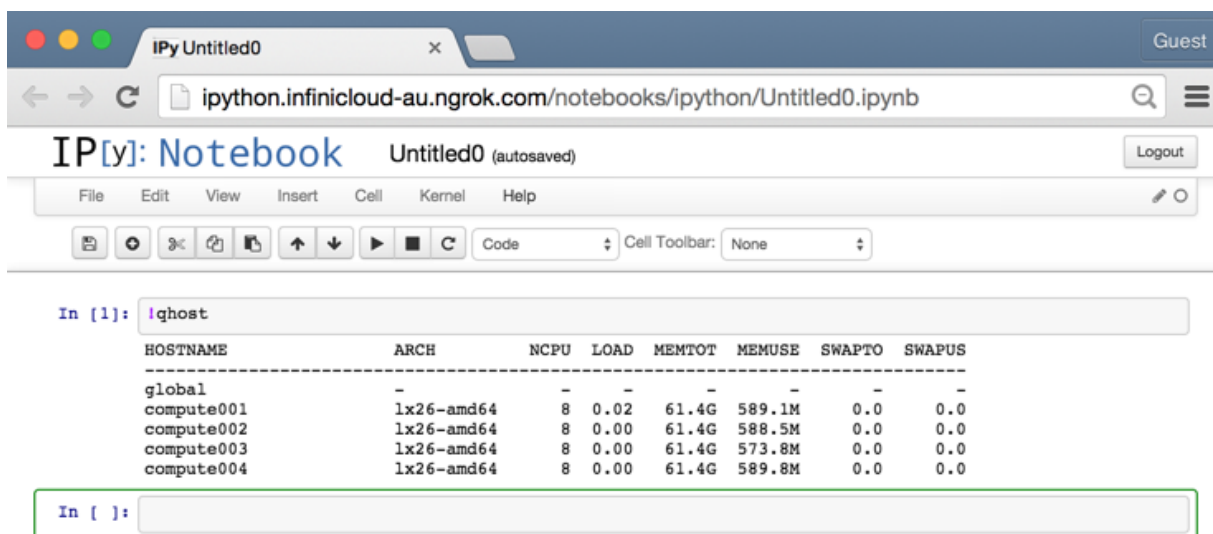 IPy Untitled0 ×
Guest
ipython.infinicloud-au.ngrok.com/notebooks/ipython/Untitled0.ipynb
IP[y]: Notebook Untitled0 (autosaved)
Logout
File Edit View Insert Cell Kernel Help
Code Cell Toolbar: None
In [1]: !qhost
HOSTNAME ARCH NCPU LOAD MEMTOT MEMUSE SWAPTO SWAPUS
-------------------------------------------------------------------------------
global - - - - - - -
compute001 lx26-amd64 8 0.02 61.4G 589.1M 0.0 0.0
compute002 lx26-amd64 8 0.00 61.4G 588.5M 0.0 0.0
compute003 lx26-amd64 8 0.00 61.4G 573.8M 0.0 0.0
compute004 lx26-amd64 8 0.00 61.4G 589.8M 0.0 0.0
In [ ]: